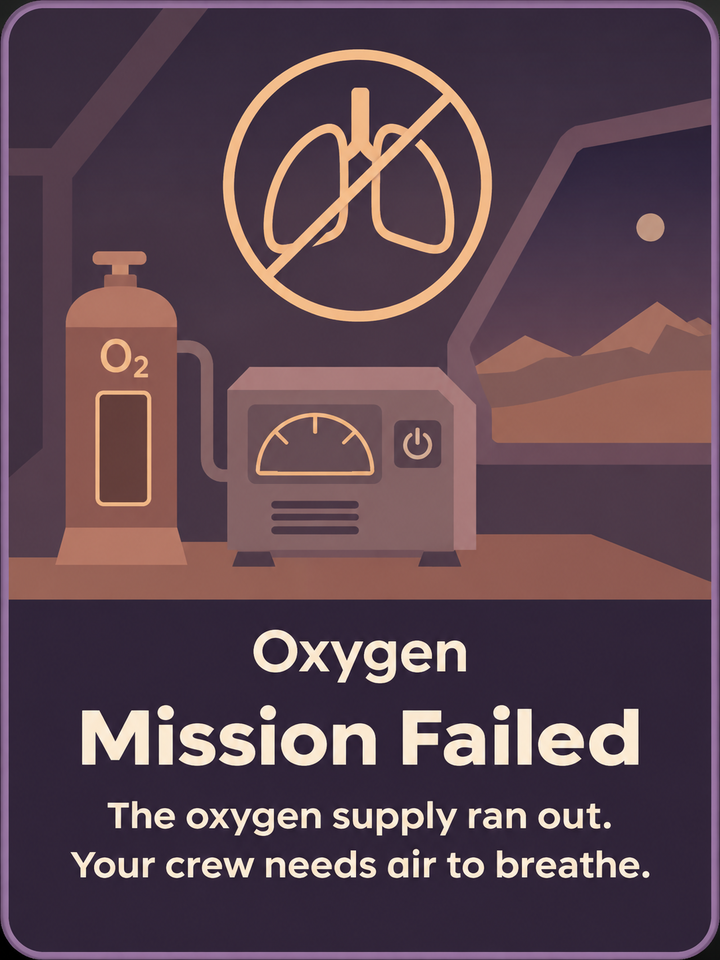 O₂
Oxygen
Mission Failed
The oxygen supply ran out.
Your crew needs air to breathe.